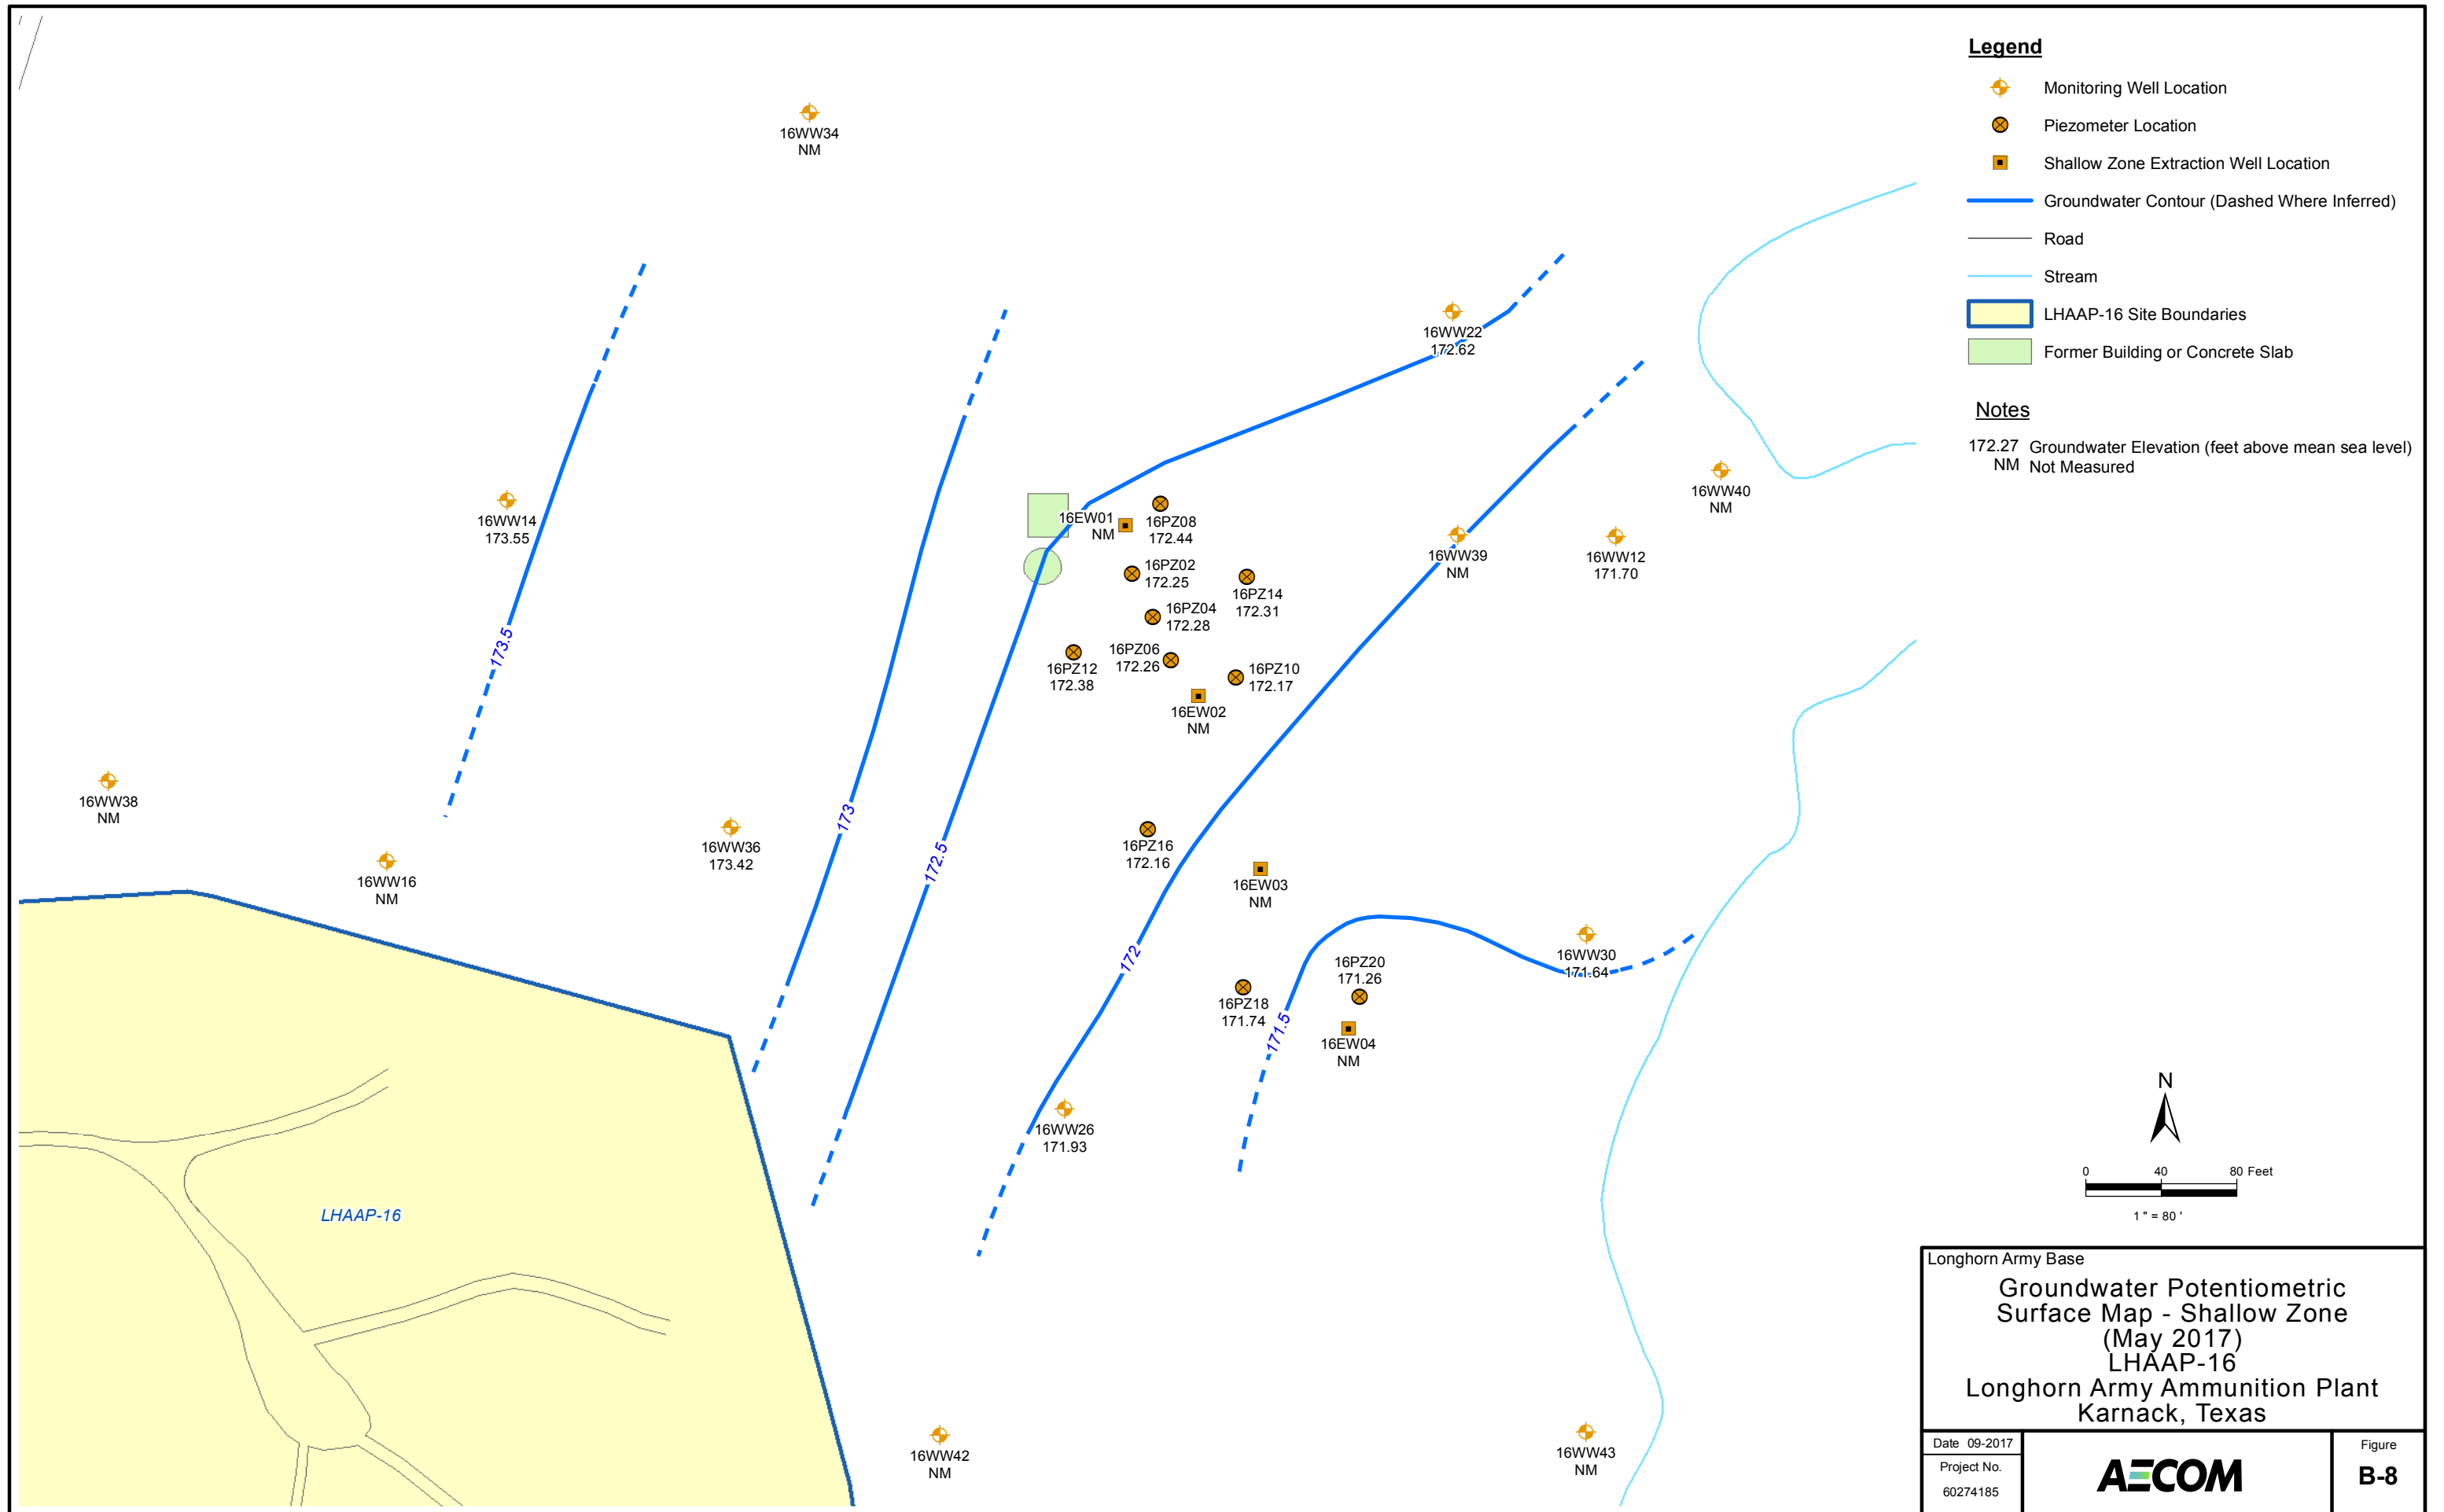 16WW34
NM
16WW22
172.62
16WW14
173.55
16EW01
NM
16PZ08
172.44
16WW40
NM
16WW39
NM
16WW12
171.70
16PZ02
172.25
16PZ14
172.31
16PZ04
172.28
173.5
16PZ12
172.38
16PZ06
172.26
16PZ10
172.17
16EW02
NM
16WW38
NM
173
16WW36
173.42
16PZ16
172.16
172.5
16WW16
NM
16EW03
NM
172
16WW30
171.64
16PZ20
171.26
16PZ18
171.74
171.5
16EW04
NM
16WW26
171.93
LHAAP-16
16WW42
NM
16WW43
NM
Legend
Monitoring Well Location
Piezometer Location
Shallow Zone Extraction Well Location
Groundwater Contour (Dashed Where Inferred)
Road
Stream
LHAAP-16 Site Boundaries
Former Building or Concrete Slab
Notes
172.27 Groundwater Elevation (feet above mean sea level)
NM Not Measured
N
0 40 80 Feet
1 " = 80 '
Longhorn Army Base
Groundwater Potentiometric
Surface Map - Shallow Zone
(May 2017)
LHAAP-16
Longhorn Army Ammunition Plant
Karnack, Texas
Date 09-2017
Project No.
60274185
AECOM
Figure
B-8